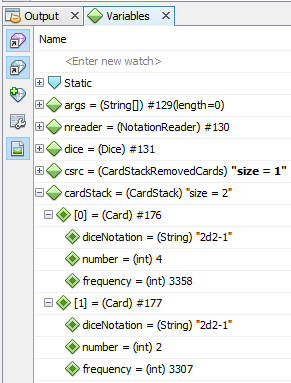 Output
Variables
Name
<Enter new watch>
Static
args = (String[]) #129(length=0)
nreader = (NotationReader) #130
dice = (Dice) #131
csrc = (CardStackRemovedCards) "size = 1"
cardStack = (CardStack) "size = 2"
[0] = (Card) #176
diceNotation = (String) "2d2-1"
number = (int) 4
frequency = (int) 3358
[1] = (Card) #177
diceNotation = (String) "2d2-1"
number = (int) 2
frequency = (int) 3307